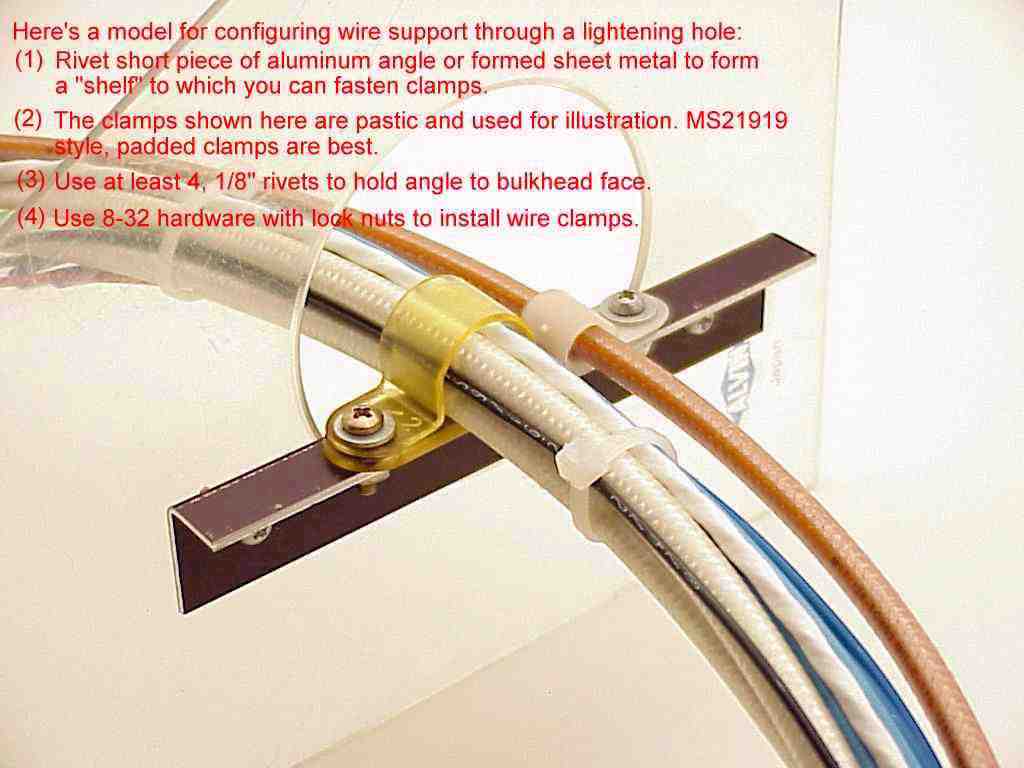 Here's a model for configuring wire support through a lightening hole:
(1) Rivet short piece of aluminum angle or formed sheet metal to form
a "shelf" to which you can fasten clamps.
(2) The clamps shown here are pastic and used for illustration. MS21919
style, padded clamps are best.
(3) Use at least 4, 1/8" rivets to hold angle to bulkhead face.
(4) Use 8-32 hardware with lock nuts to install wire clamps.